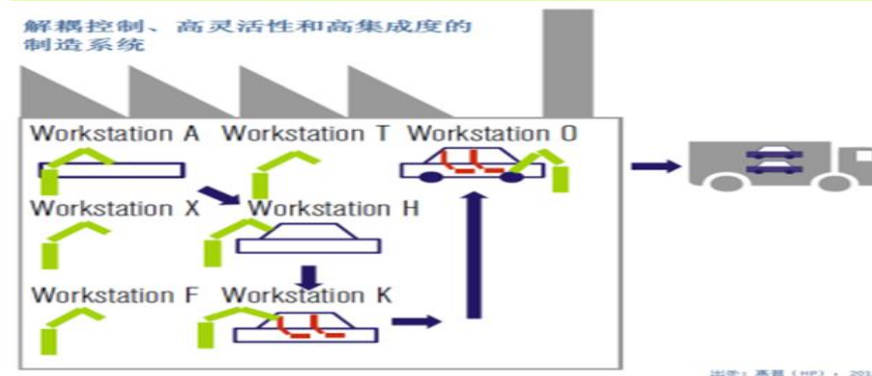 解耦控制、高灵活性和高集成度的
制造系统
Workstation A Workstation T Workstation O
Workstation X Workstation H
Workstation F Workstation K